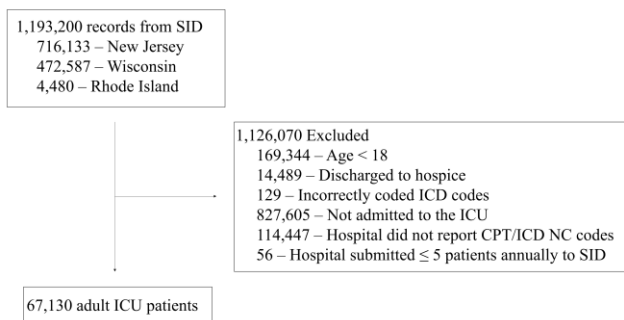 1,193,200 records from SID
716,133 – New Jersey
472,587 – Wisconsin
4,480 – Rhode Island
1,126,070 Excluded
169,344 – Age < 18
14,489 – Discharged to hospice
129 – Incorrectly coded ICD codes
827,605 – Not admitted to the ICU
114,447 – Hospital did not report CPT/ICD NC codes
56 – Hospital submitted ≤ 5 patients annually to SID
67,130 adult ICU patients